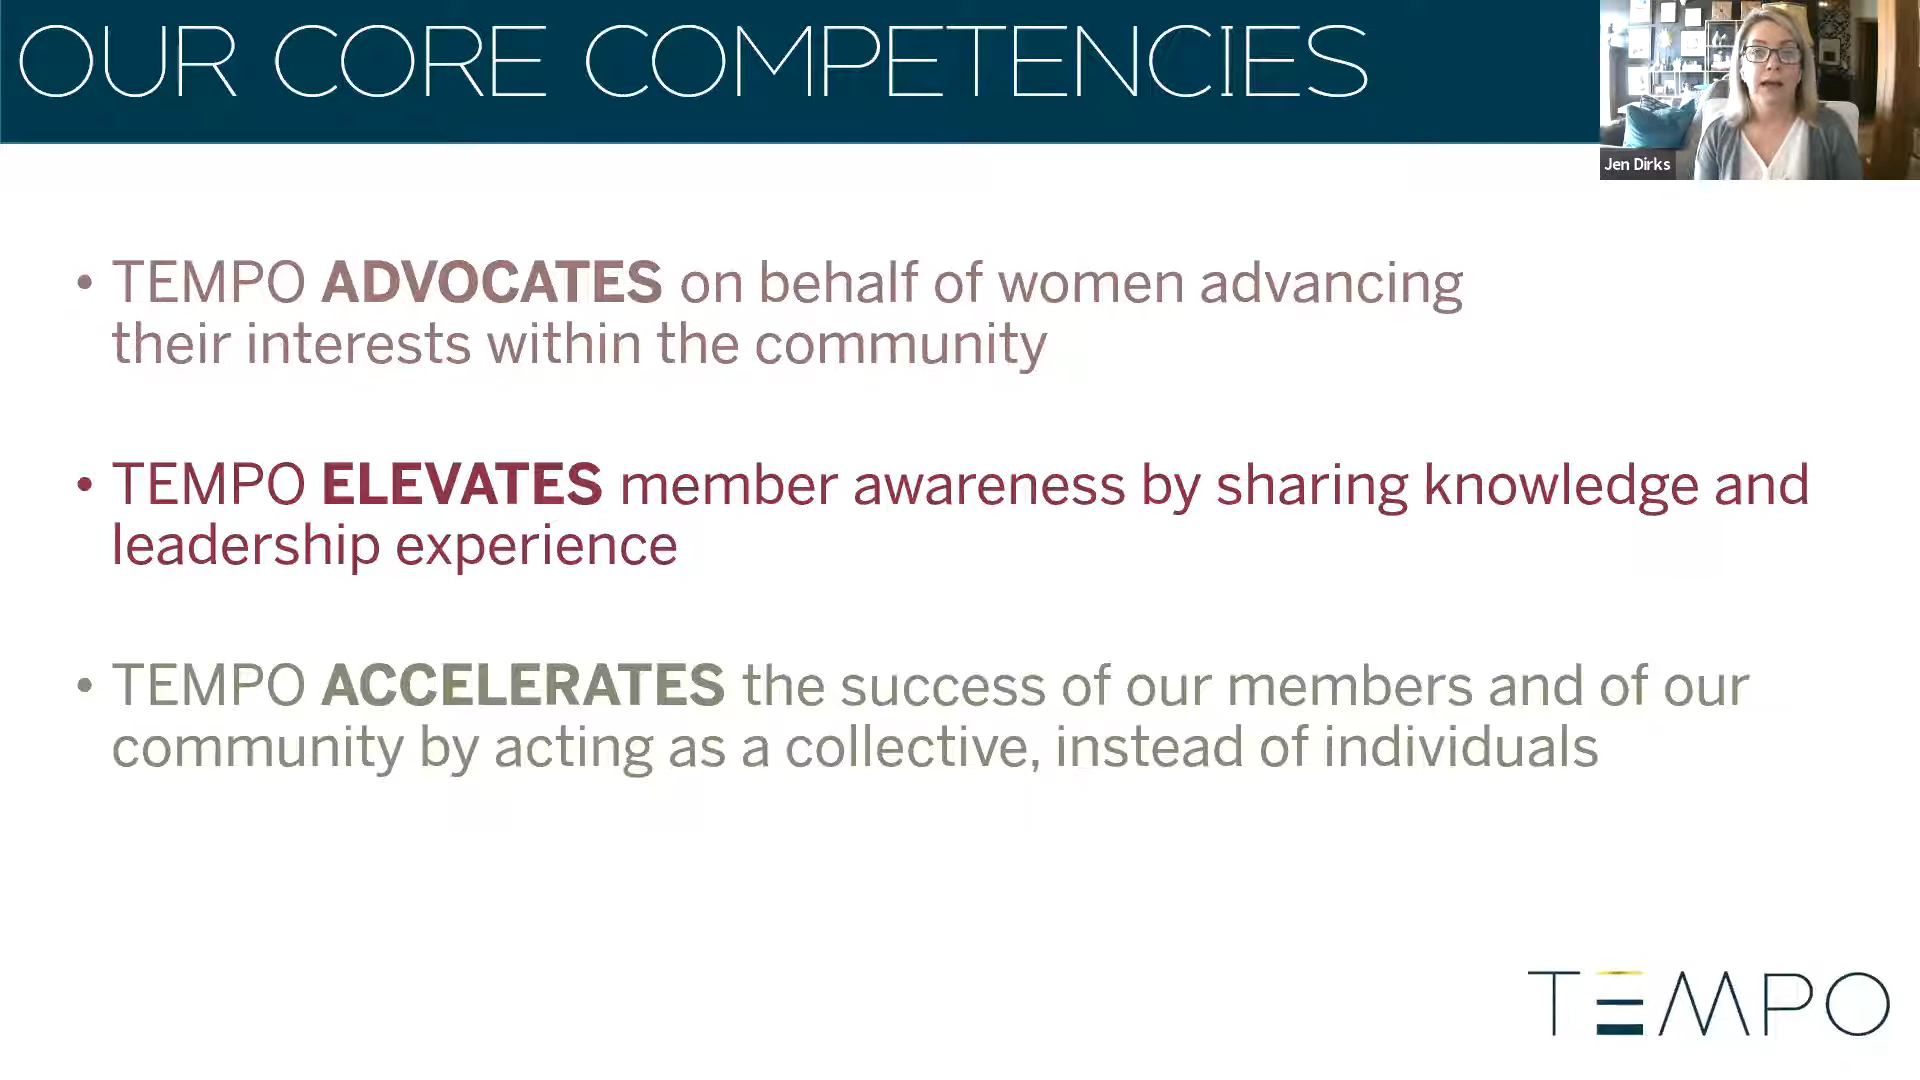 OUR CORE COMPETENCIES
Jen Dirks
• TEMPO ADVOCATES on behalf of women advancing
their interests within the community
• TEMPO ELEVATES member awareness by sharing knowledge and
leadership experience
• TEMPO ACCELERATES the success of our members and of our
community by acting as a collective, instead of individuals
TEMPO